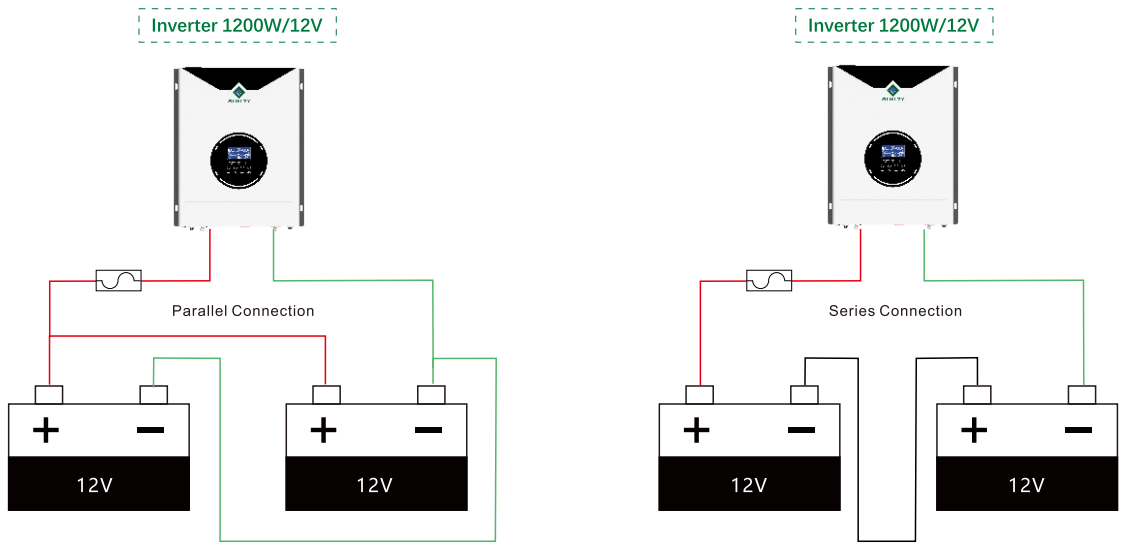 Inverter 1200W/12V
Inverter 1200W/12V
Parallel Connection
Series Connection
12V
12V
12V
12V